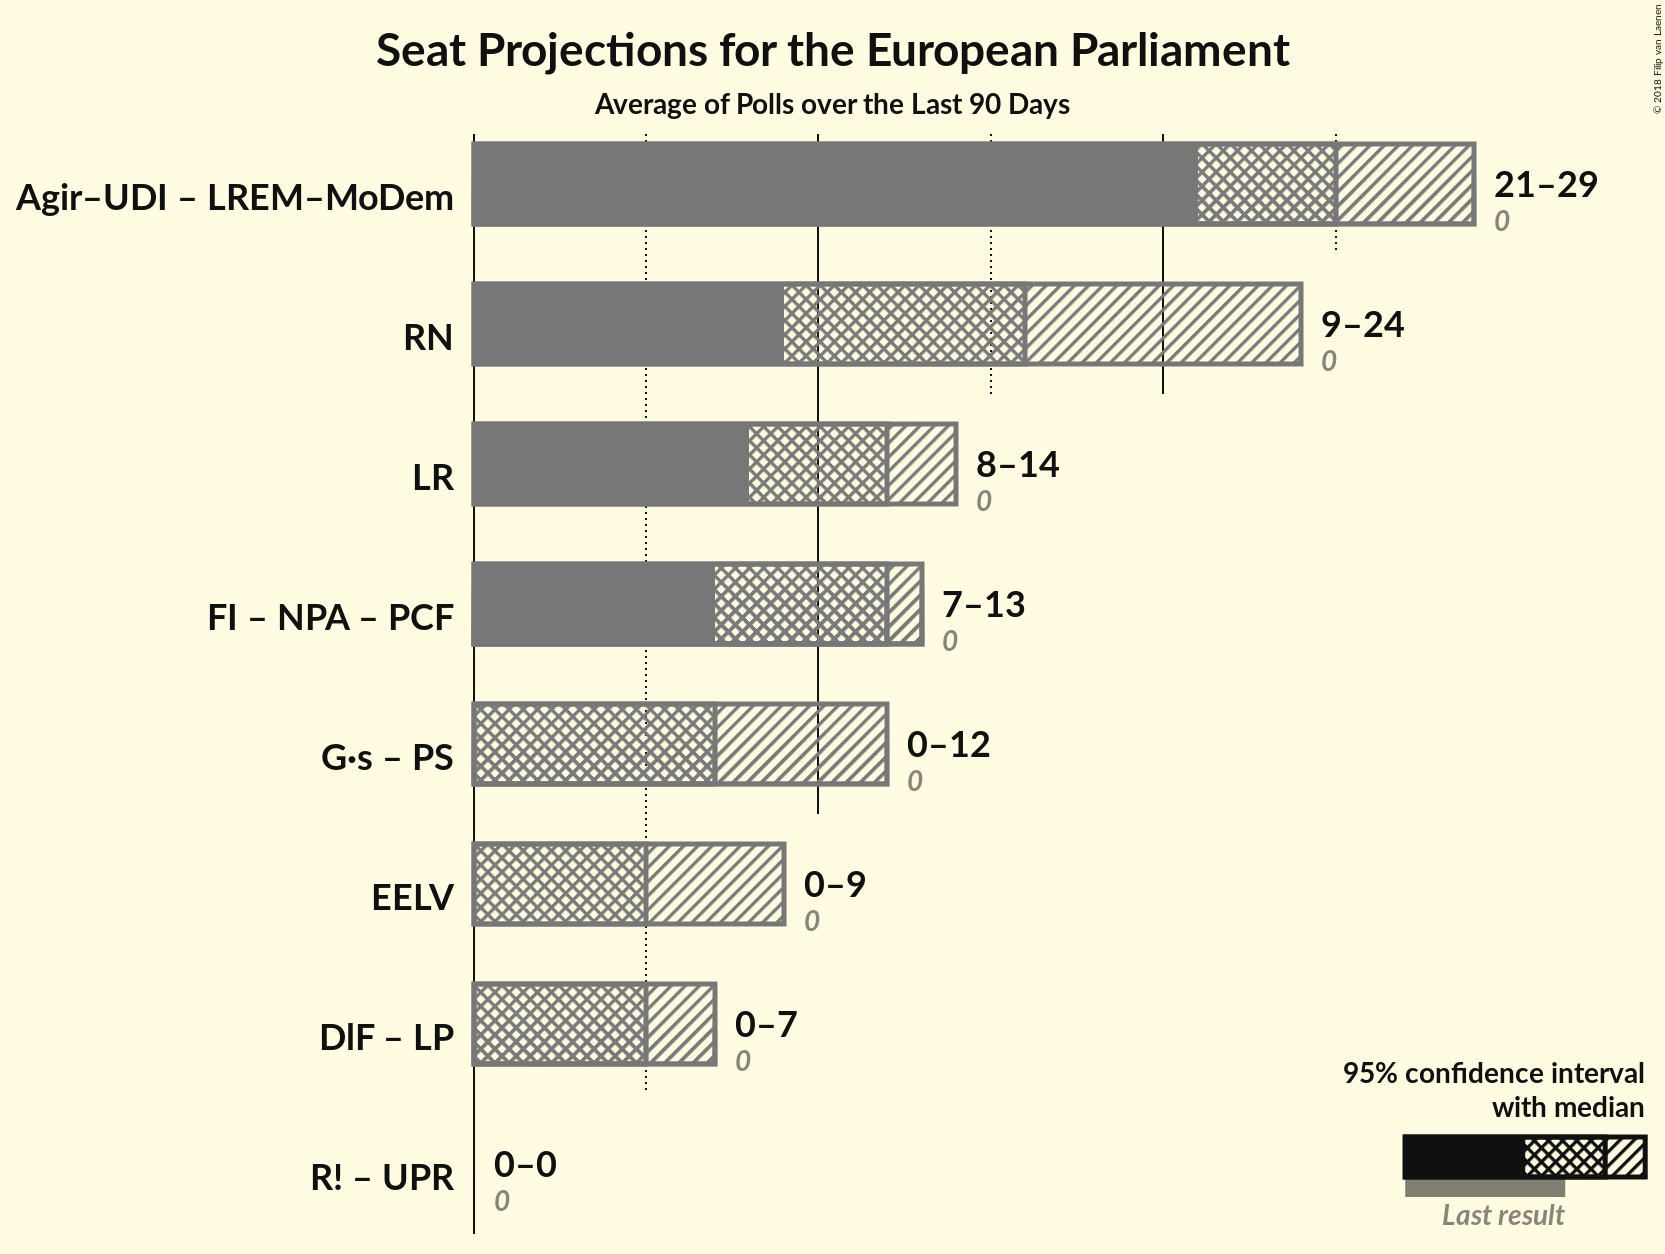 Seat Projections for the European Parliament
Average of Polls over the Last 90 Days
© 2018 Filip van Laenen
Agir–UDI – LREM–MoDem
21–29
0
RN
9–24
0
LR
8–14
0
FI – NPA – PCF
7–13
0
G·s – PS
0–12
0
EELV
0–9
0
DlF – LP
0–7
0
R! – UPR
0–0
0
95% confidence interval
with median
Last result